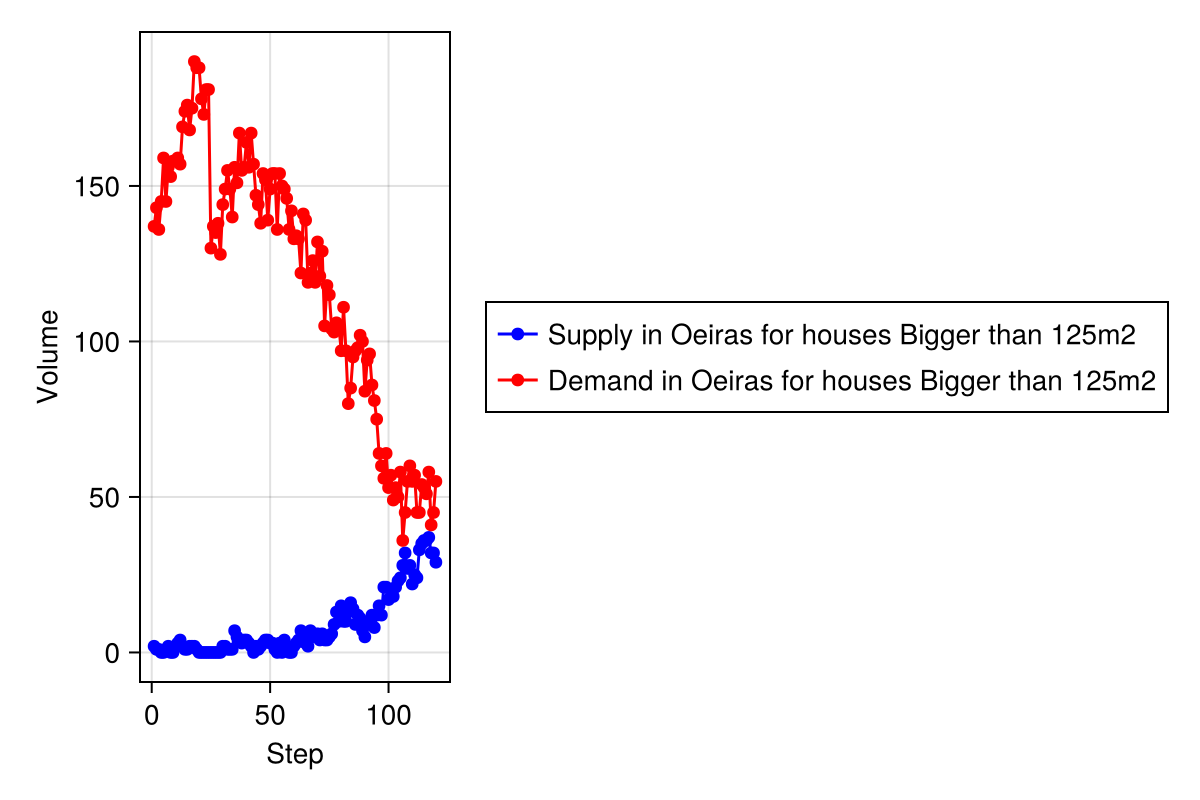 150
100
50
0
Volume
0 50 100
Step
Supply in Oeiras for houses Bigger than 125m2
Demand in Oeiras for houses Bigger than 125m2